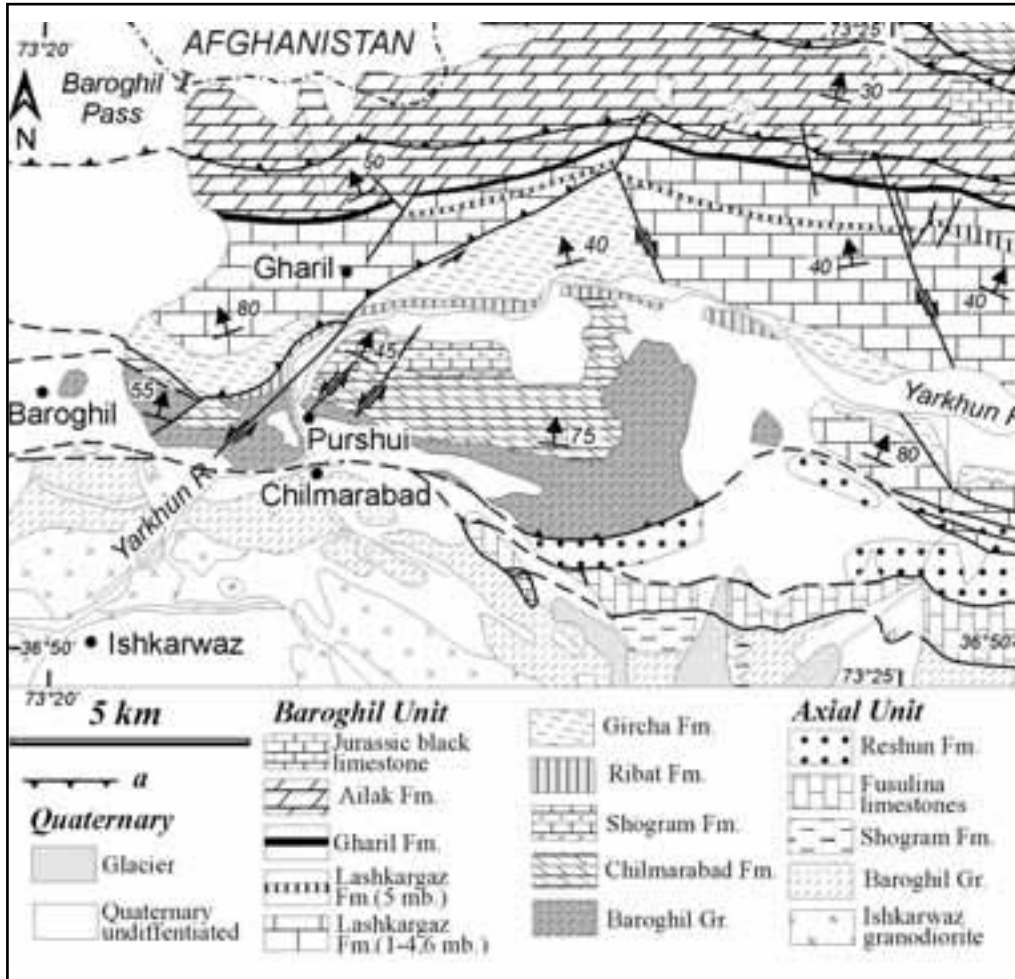 73°20'
AFGHANISTAN
73°25'
Baroghil
Pass
N
30
50
Gharil
40
40
40
80
45
55
Baroghil
Purshui
75
Yarkhun R
80
Chilmarabad
Yarkhun R
36°50'
Ishkarwaz
36°50'
73°20'
73°25'
5 km
a
Quaternary
Glacier
Quaternary
undiffentiated
Baroghil Unit
Jurassic black
limestone
Ailak Fm.
Gharil Fm.
Lashkargaz
Fm.(5 mb.)
Lashkargaz
Fm.(1-4,6 mb.)
Gircha Fm.
Ribat Fm.
Shogram Fm.
Chilmarabad Fm.
Baroghil Gr.
Axial Unit
Reshun Fm.
Fusulina
limestones
Shogram Fm.
Baroghil Gr.
Ishkarwaz
granodiorite